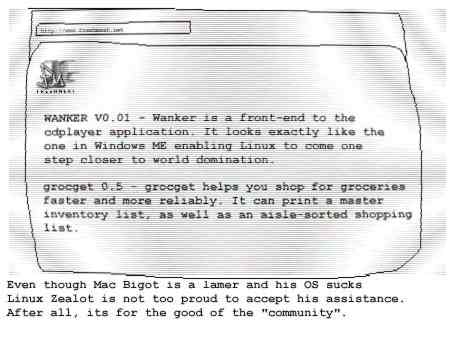 http://www.freshmeat.net
FRESHMEAT
WANKER V0.01 - Wanker is a front-end to the
cdplayer application. It looks exactly like the
one in Windows ME enabling Linux to come one
step closer to world domination.
grocget 0.5 - grocget helps you shop for groceries
faster and more reliably. It can print a master
inventory list, as well as an aisle-sorted shopping
list.
Even though Mac Bigot is a lamer and his OS sucks
Linux Zealot is not too proud to accept his assistance.
After all, its for the good of the "community".